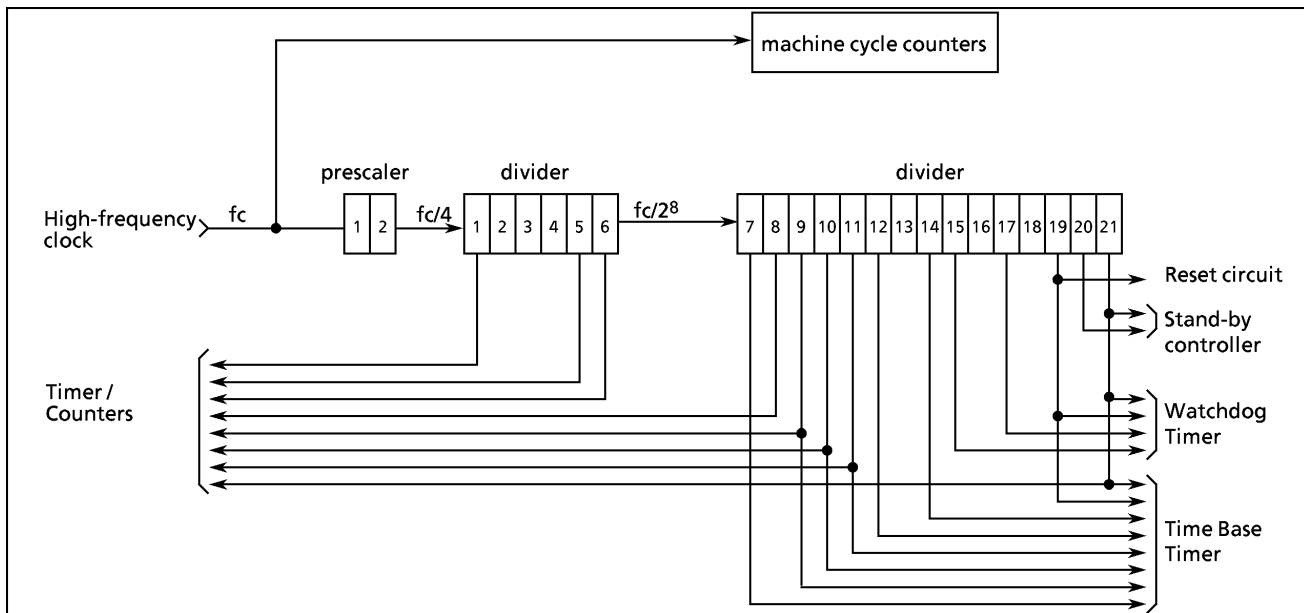 machine cycle counters
prescaler
divider
divider
High-frequency
clock
fc
1 2
fc/4
1 2 3 4 5 6
fc/2⁸
7 8 9 10 11 12 13 14 15 16 17 18 19 20 21
Reset circuit
Stand-by
controller
Timer /
Counters
Watchdog
Timer
Time Base
Timer